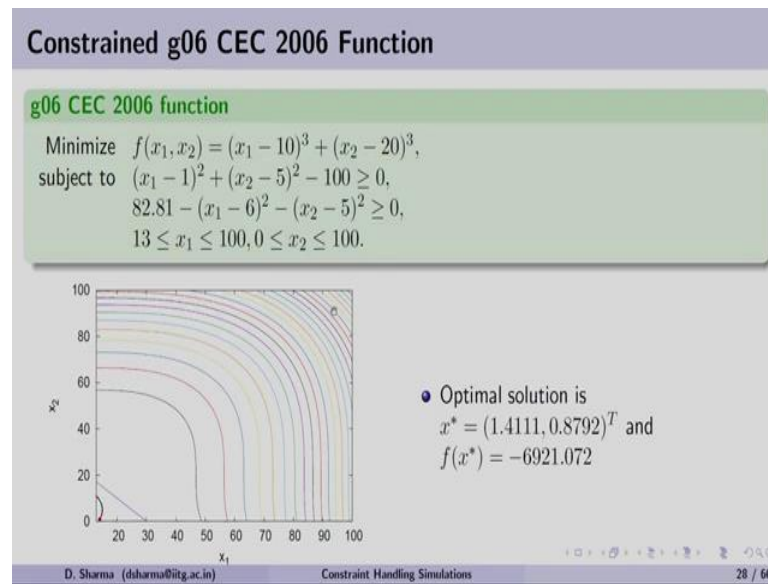 Constrained g06 CEC 2006 Function
g06 CEC 2006 function
Minimize f(x₁, x₂) = (x₁ − 10)³ + (x₂ − 20)³,
subject to (x₁ − 1)² + (x₂ − 5)² − 100 ≥ 0,
82.81 − (x₁ − 6)² − (x₂ − 5)² ≥ 0,
13 ≤ x₁ ≤ 100, 0 ≤ x₂ ≤ 100.
100
80
60
40
20
0
x₂
20 30 40 50 60 70 80 90 100
x₁
Optimal solution is
x* = (1.4111, 0.8792)ᵀ and
f(x*) = −6921.072
D. Sharma (dsharma@iitg.ac.in) Constraint Handling Simulations 28 / 60